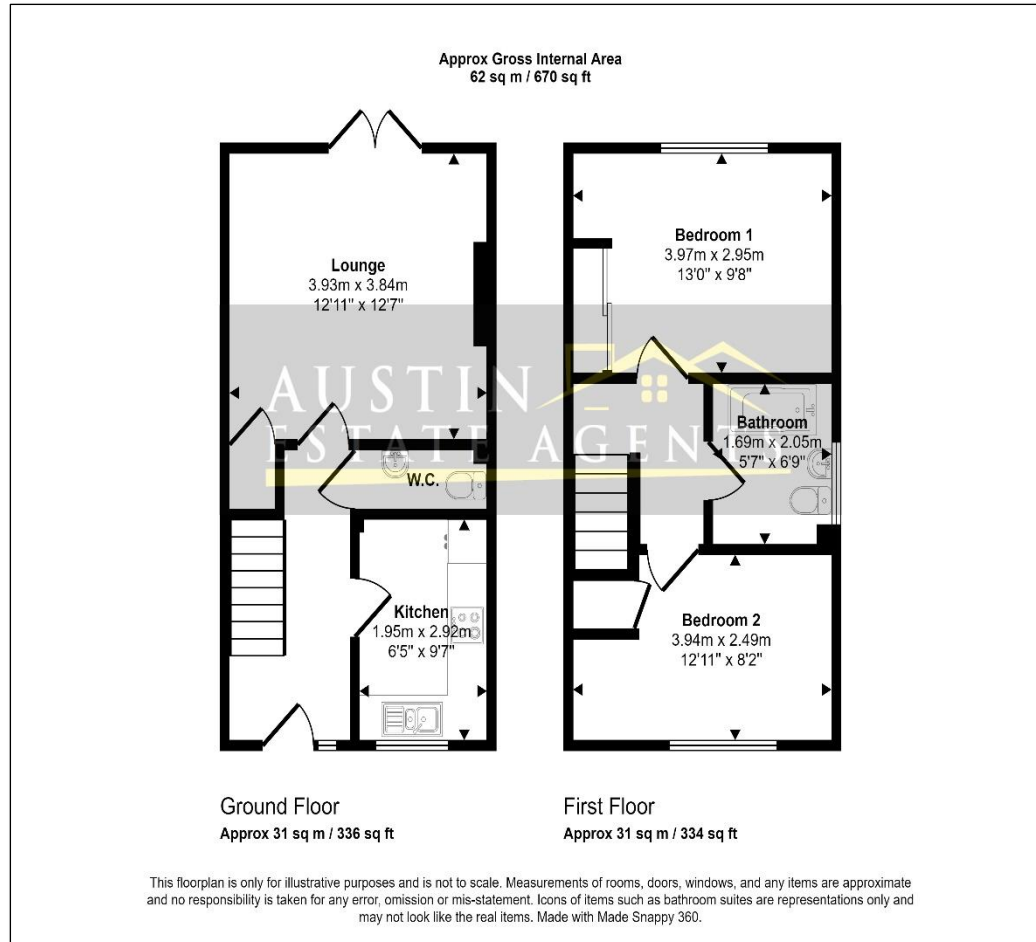 Approx Gross Internal Area
62 sq m / 670 sq ft
Lounge
3.93m x 3.84m
12'11" x 12'7"
Bedroom 1
3.97m x 2.95m
13'0" x 9'8"
AUSTIN
ESTATE AGENTS
W.C.
Bathroom
1.69m x 2.05m
5'7" x 6'9"
Kitchen
1.95m x 2.92m
6'5" x 9'7"
Bedroom 2
3.94m x 2.49m
12'11" x 8'2"
Ground Floor
Approx 31 sq m / 336 sq ft
First Floor
Approx 31 sq m / 334 sq ft
This floorplan is only for illustrative purposes and is not to scale. Measurements of rooms, doors, windows, and any items are approximate
and no responsibility is taken for any error, omission or mis-statement. Icons of items such as bathroom suites are representations only and
may not look like the real items. Made with Made Snappy 360.